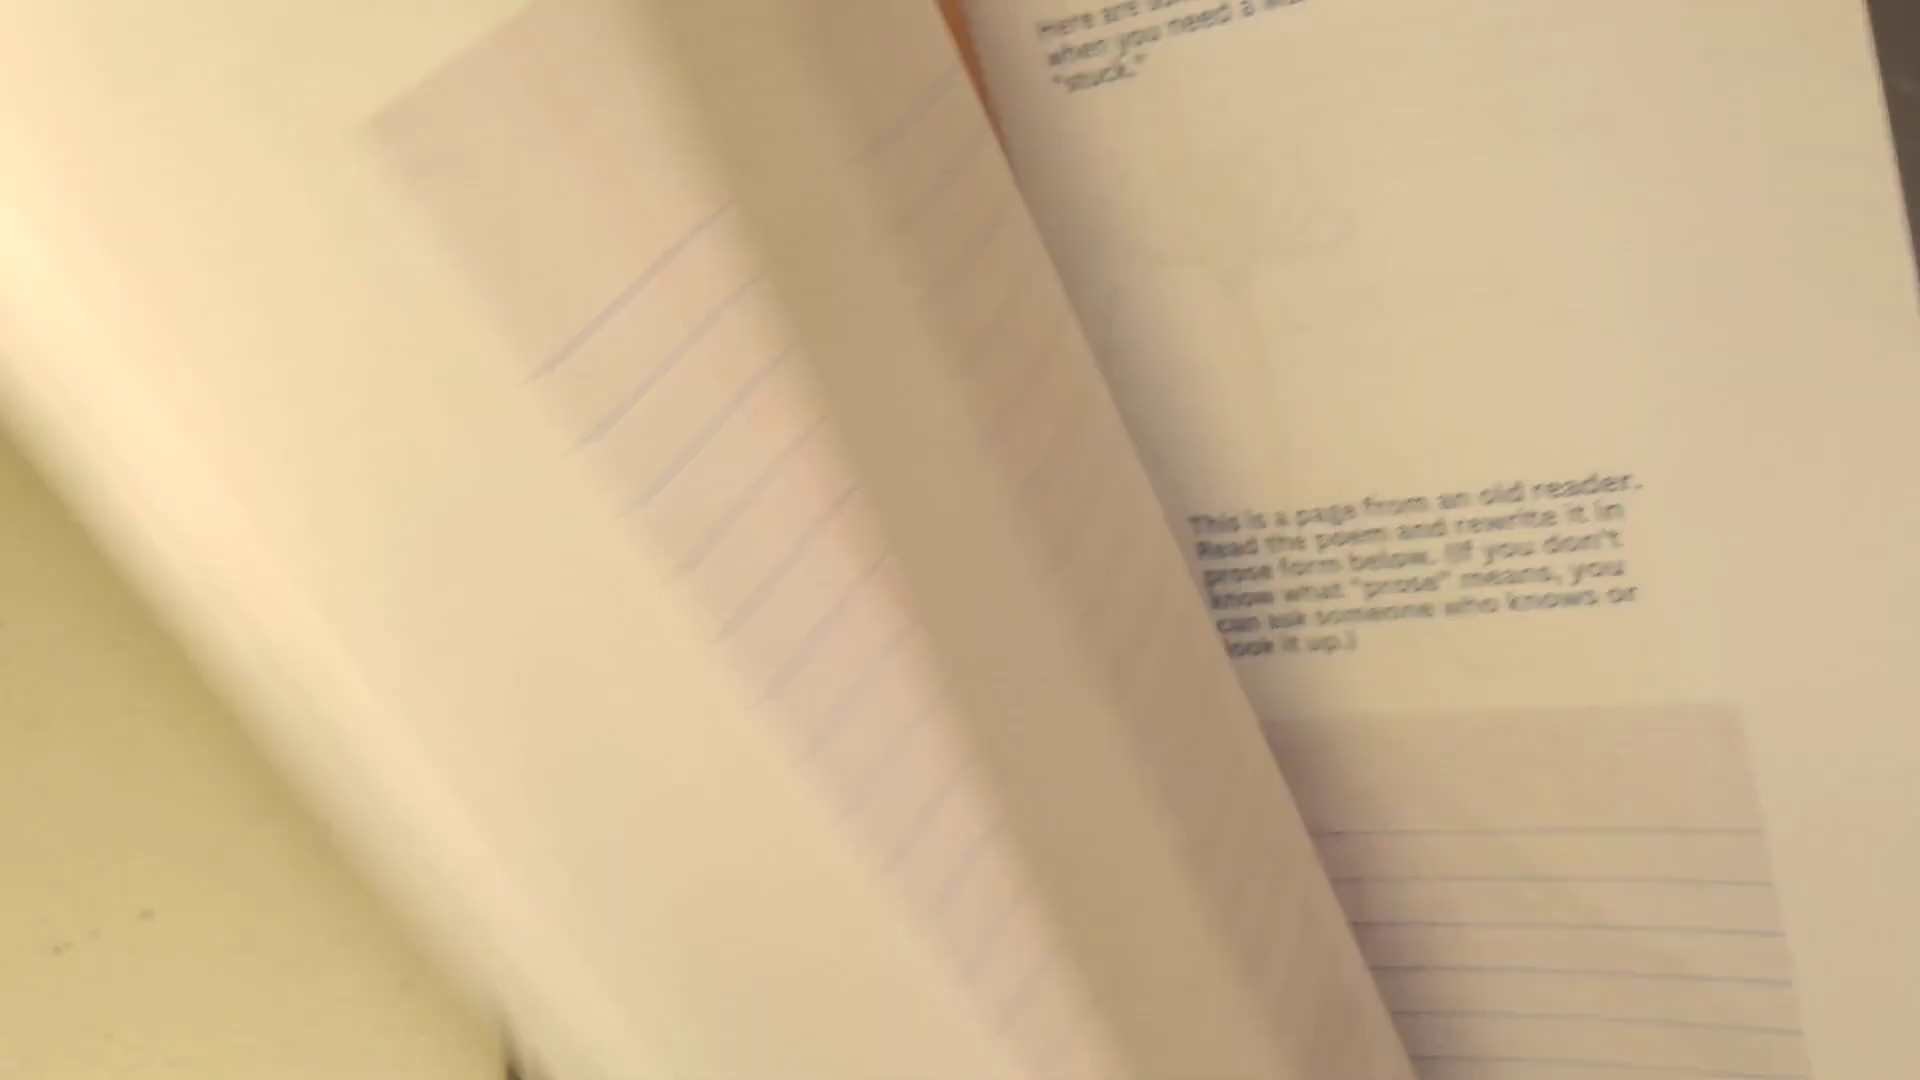 Here are
when you need a
"stuck."
This is a page from an old reader.
Read the poem and rewrite it in
prose form below. (If you don't
know what "prose" means, you
can ask someone who knows or
look it up.)